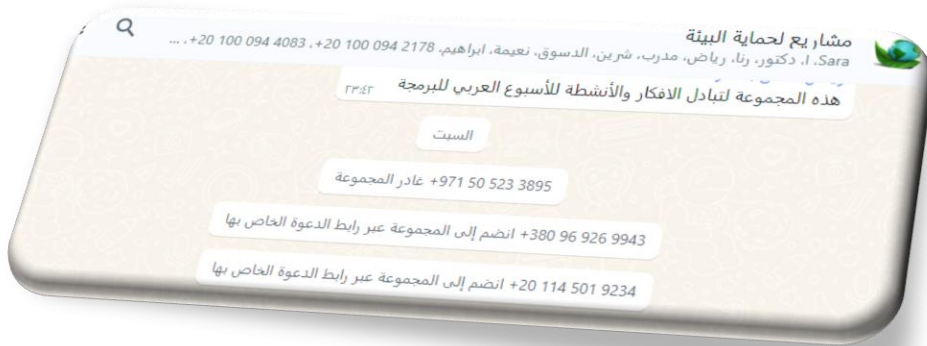 مشاريع لحماية البيئة
Sara، ا، دكتور، رنا، رياض، مدرب، شرين، الدسوق، نعيمة، ابراهيم، ‎+20 100 094 2178، ‎+20 100 094 4083، ...
هذه المجموعة لتبادل الافكار والأنشطة للأسبوع العربي للبرمجة
٢٣:٤٢
السبت
‎+971 50 523 3895 غادر المجموعة
‎+380 96 926 9943 انضم إلى المجموعة عبر رابط الدعوة الخاص بها
‎+20 114 501 9234 انضم إلى المجموعة عبر رابط الدعوة الخاص بها